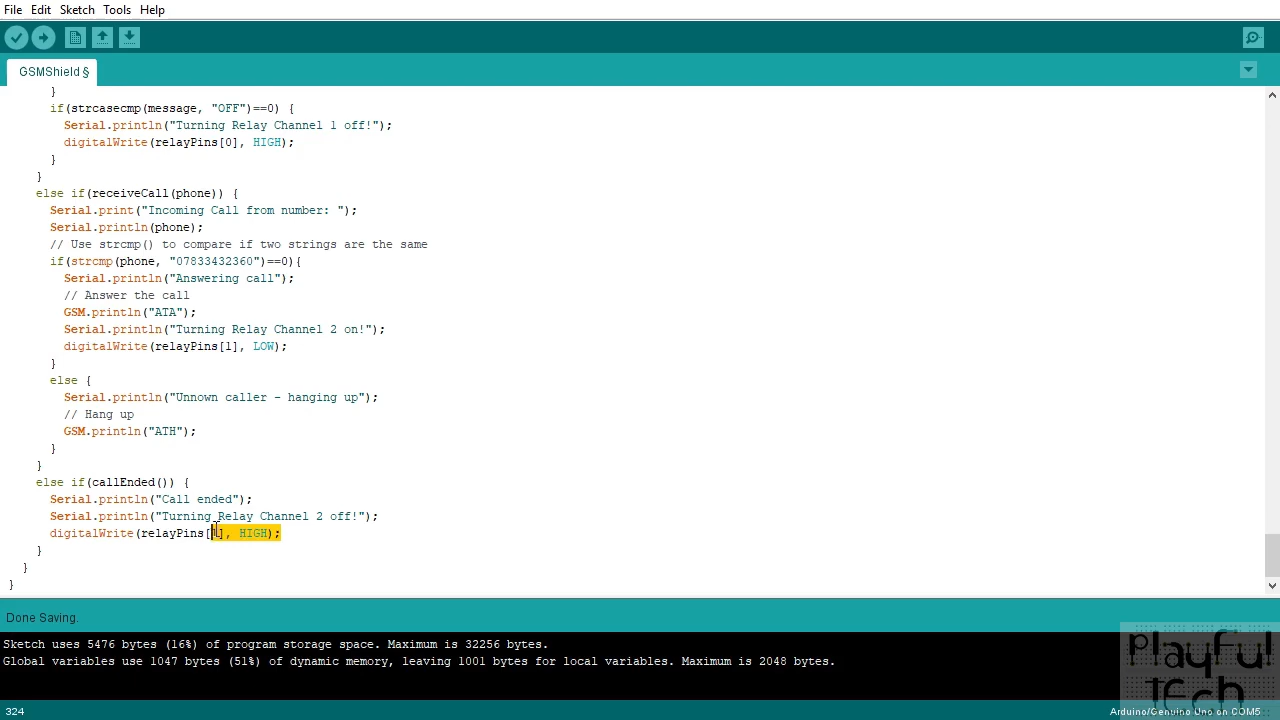 File Edit Sketch Tools Help
GSMShield §
}
if(strcasecmp(message, "OFF")==0) {
Serial.println("Turning Relay Channel 1 off!");
digitalWrite(relayPins[0], HIGH);
}
}
else if(receiveCall(phone)) {
Serial.print("Incoming Call from number: ");
Serial.println(phone);
// Use strcmp() to compare if two strings are the same
if(strcmp(phone, "07833432360")==0){
Serial.println("Answering call");
// Answer the call
GSM.println("ATA");
Serial.println("Turning Relay Channel 2 on!");
digitalWrite(relayPins[1], LOW);
}
else {
Serial.println("Unnown caller - hanging up");
// Hang up
GSM.println("ATH");
}
}
else if(callEnded()) {
Serial.println("Call ended");
Serial.println("Turning Relay Channel 2 off!");
digitalWrite(relayPins[1], HIGH);
}
}
}
Done Saving.
Sketch uses 5476 bytes (16%) of program storage space. Maximum is 32256 bytes.
Global variables use 1047 bytes (51%) of dynamic memory, leaving 1001 bytes for local variables. Maximum is 2048 bytes.
Playful
Tech
324
Arduino/Genuino Uno on COM5